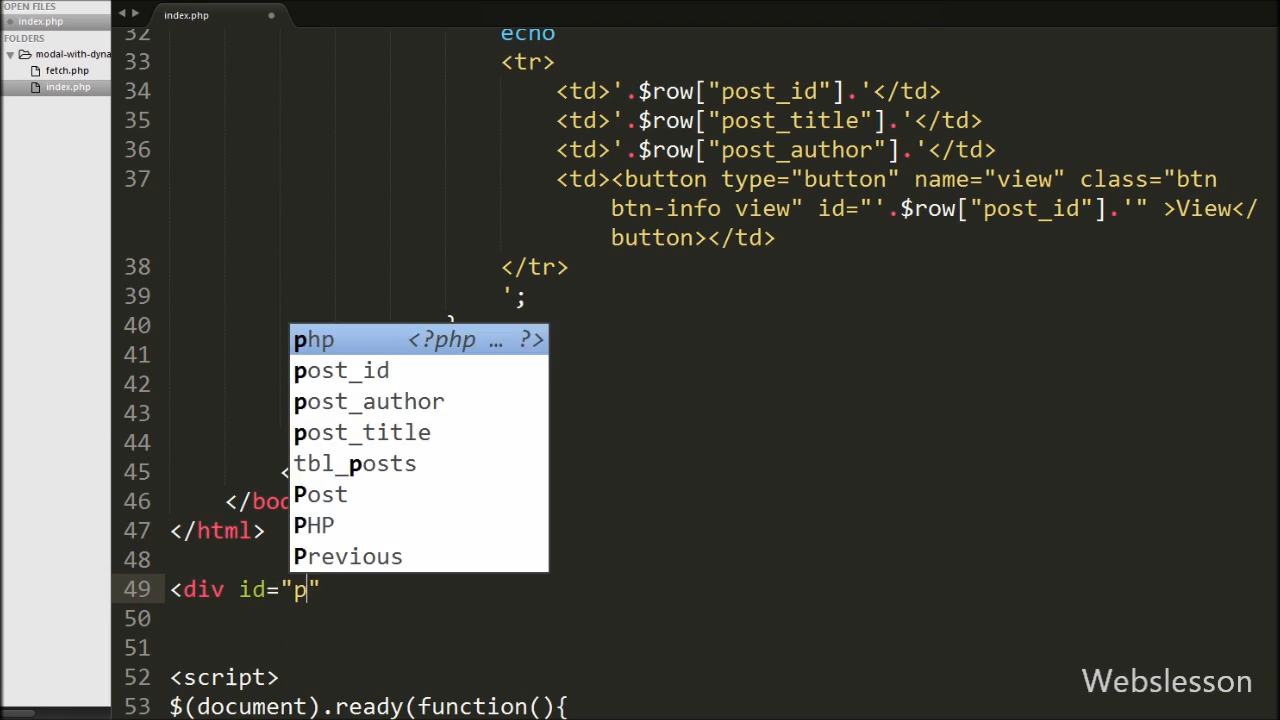 OPEN FILES
index.php
FOLDERS
modal-with-dyna
fetch.php
index.php
index.php
32 echo
33 <tr>
34 <td>'.$row["post_id"].'</td>
35 <td>'.$row["post_title"].'</td>
36 <td>'.$row["post_author"].'</td>
37 <td><button type="button" name="view" class="btn
btn-info view" id="'.$row["post_id"].'" >View</
button></td>
38 </tr>
39 ';
40 }
41
42
43
44
45 <
46 </bod
47 </html>
48
49 <div id="p"
50
51
52 <script>
53 $(document).ready(function(){
php <?php … ?>
post_id
post_author
post_title
tbl_posts
Post
PHP
Previous
Webslesson